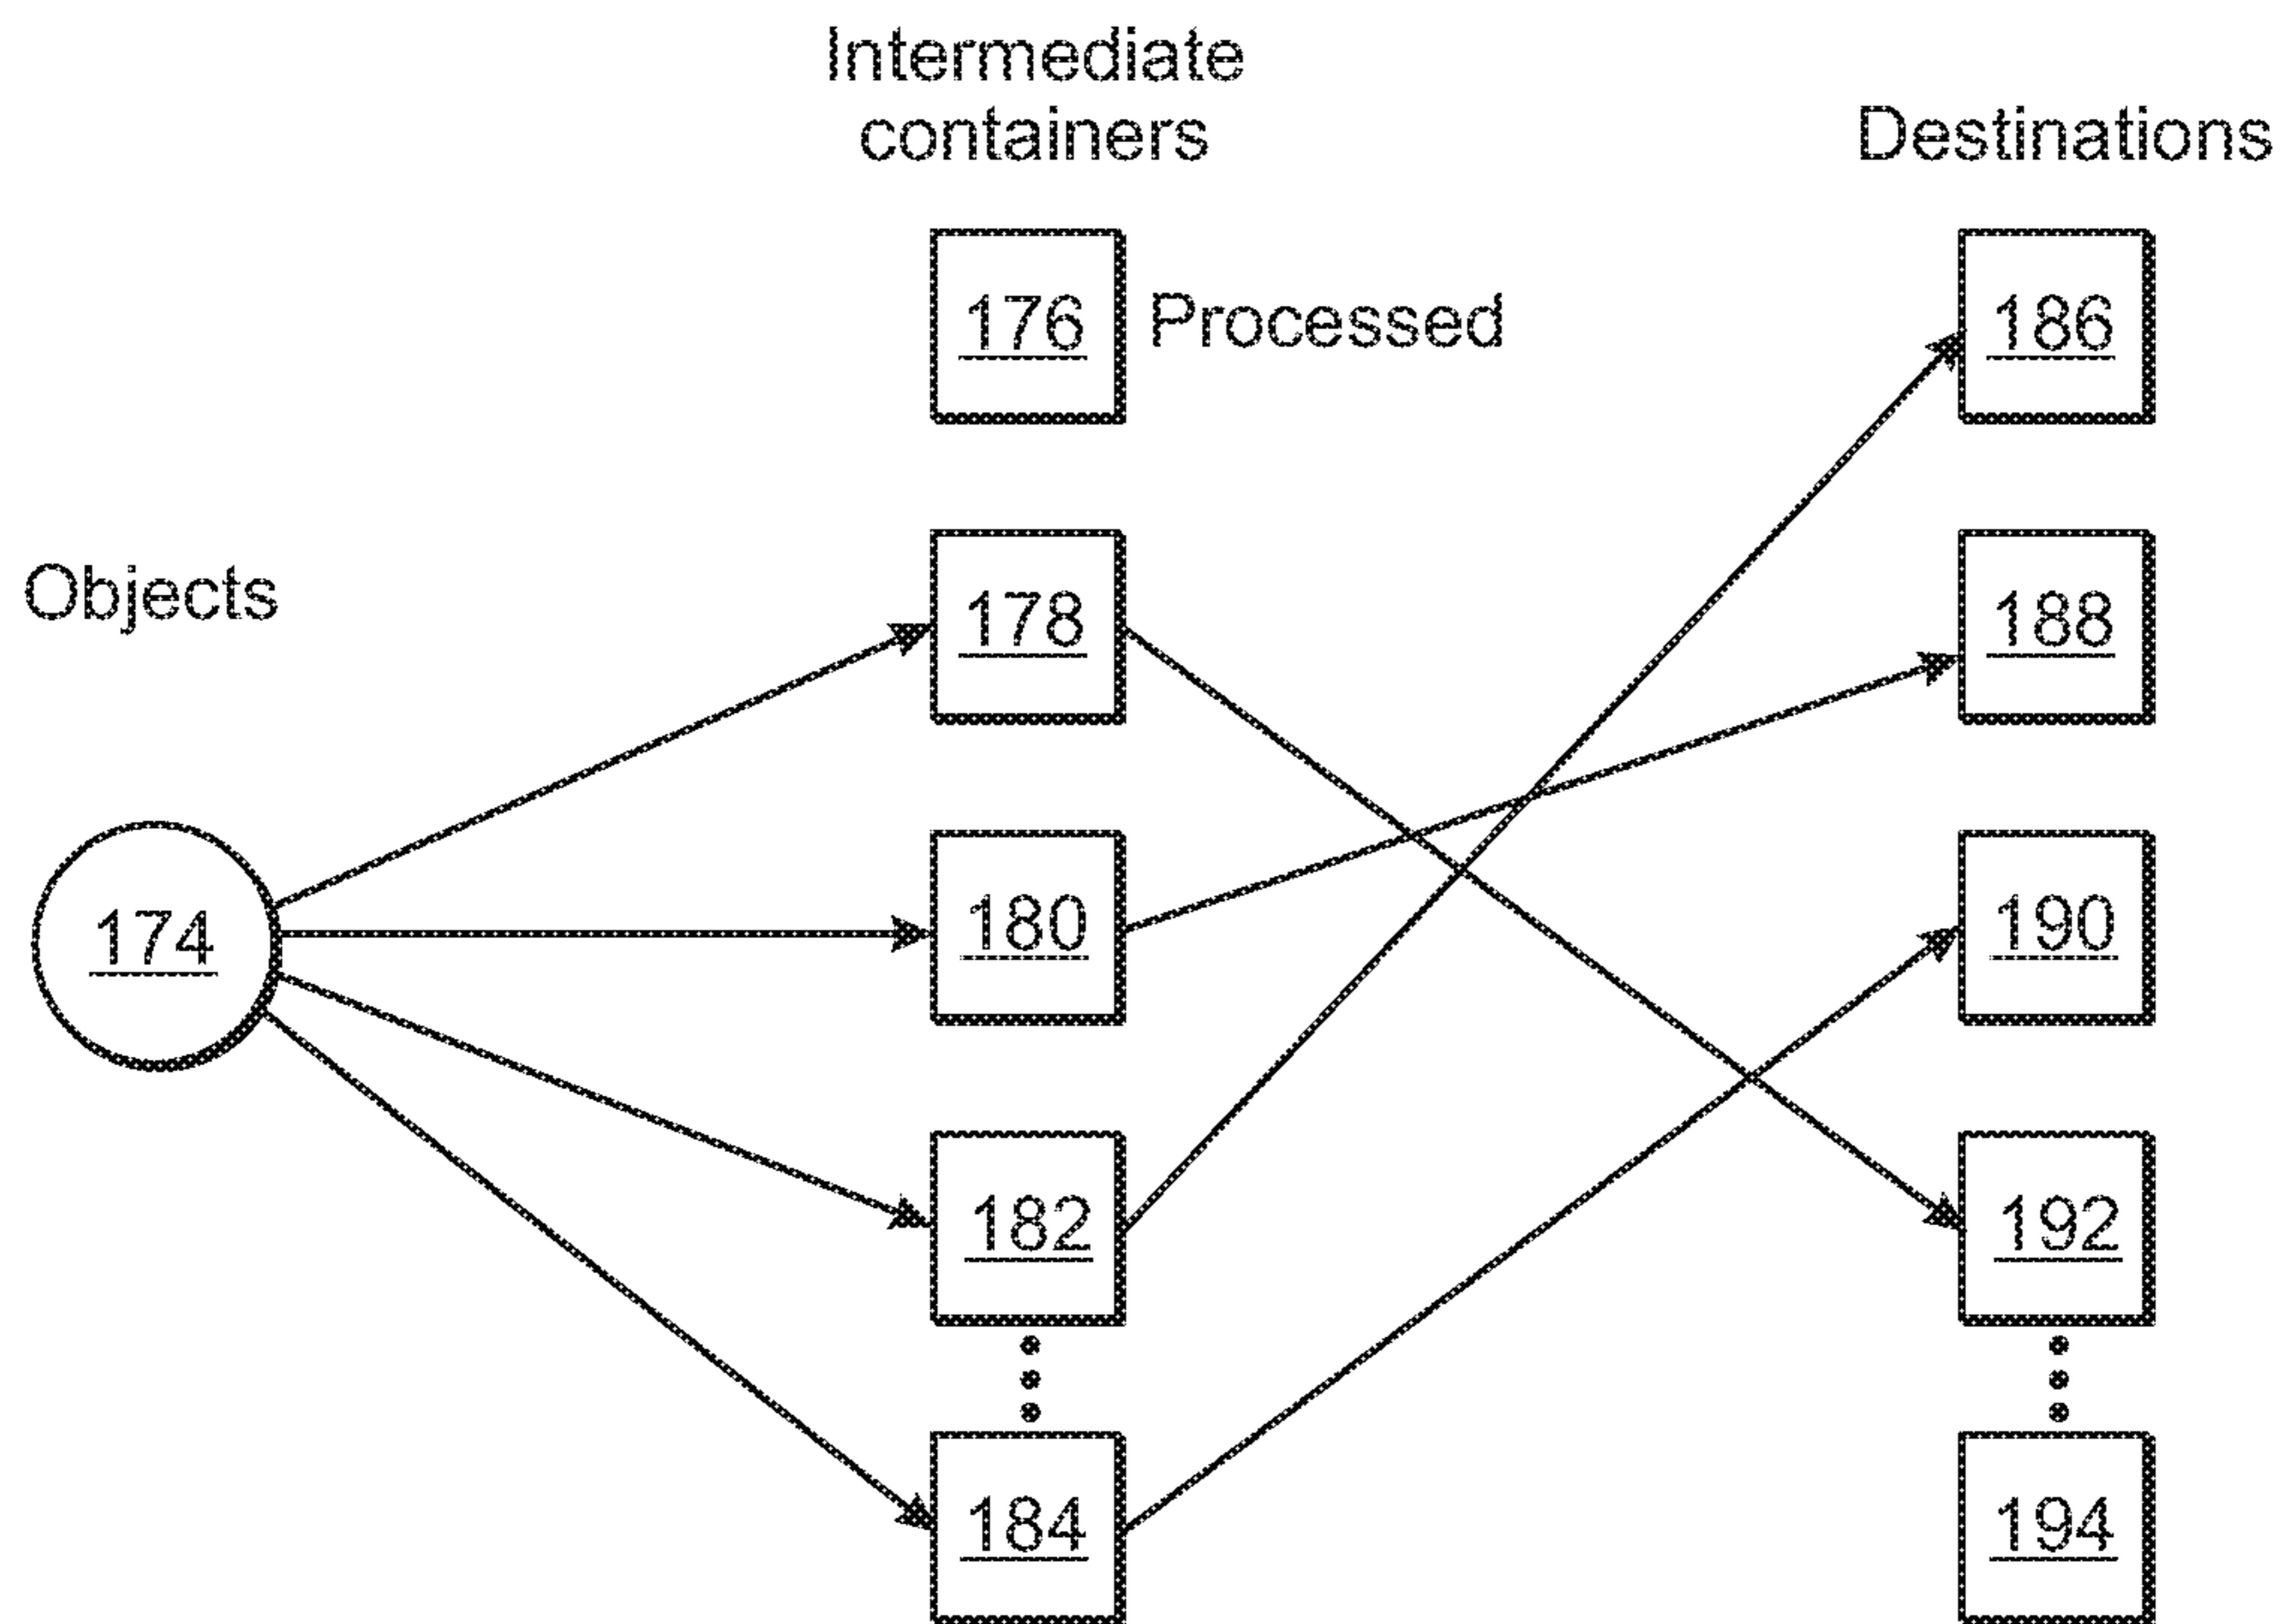 Intermediate
containers
Destinations
176 Processed
186
Objects
178
188
174
180
190
182
192
184
194